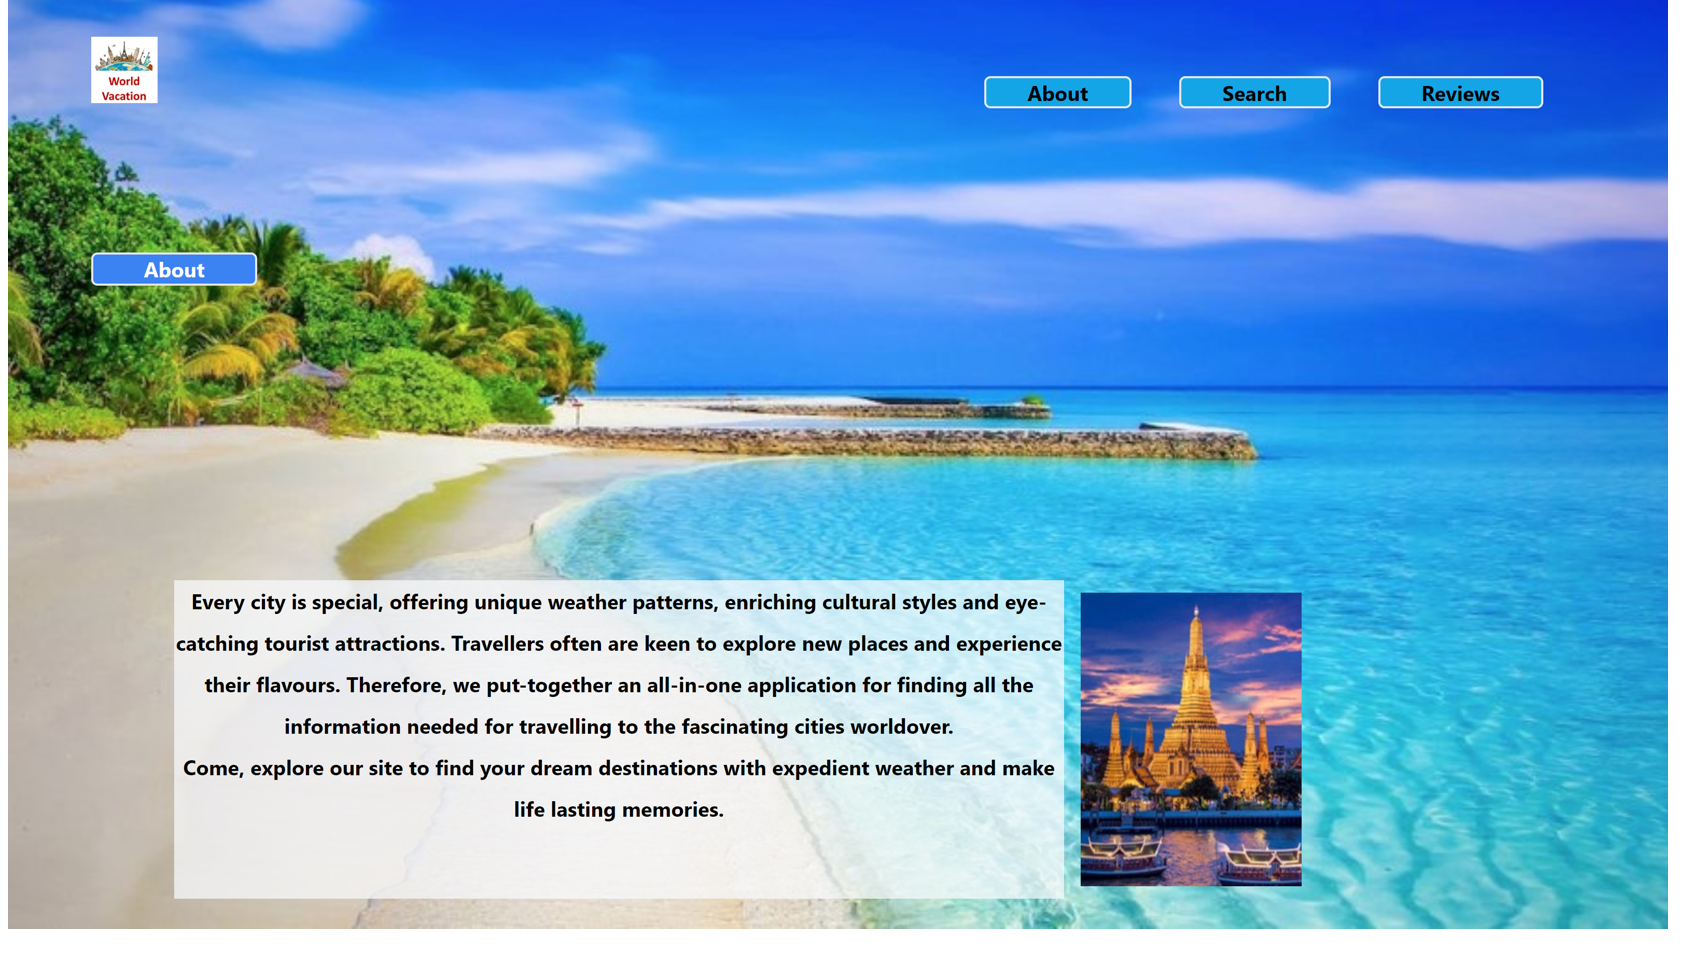 World
Vacation
About
Search
Reviews
About
Every city is special, offering unique weather patterns, enriching cultural styles and eye-
catching tourist attractions. Travellers often are keen to explore new places and experience
their flavours. Therefore, we put-together an all-in-one application for finding all the
information needed for travelling to the fascinating cities worldover.
Come, explore our site to find your dream destinations with expedient weather and make
life lasting memories.